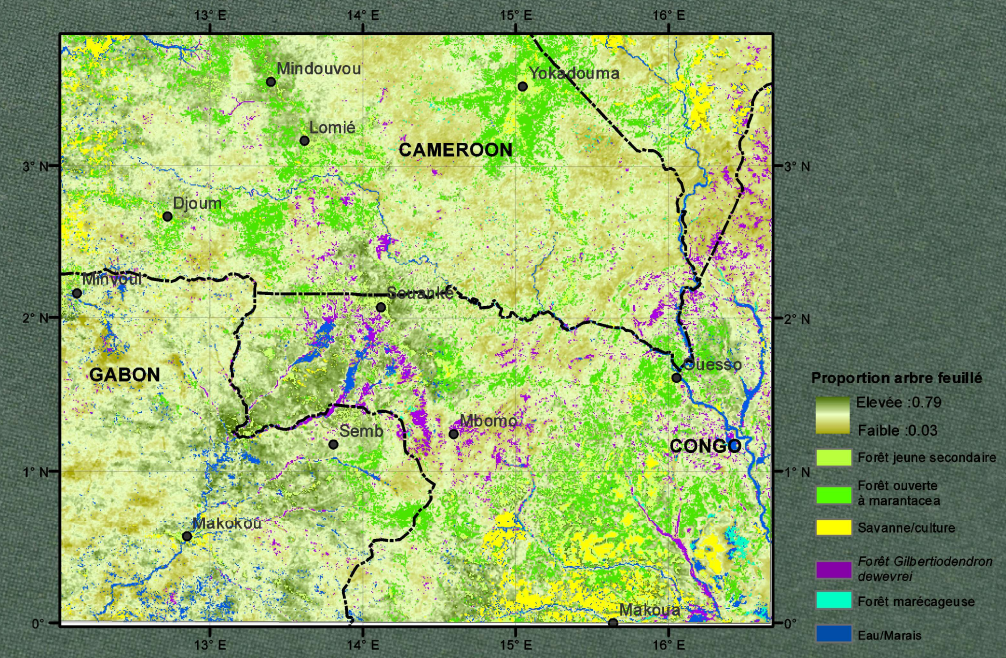 13° E 14° E 15° E 16° E
Mindouvou
Yokadouma
Lomié
CAMEROON
3° N 3° N
Djoum
Minvoul
Souanké
2° N 2° N
GABON
Ouesso
Mbomo
Semb
CONGO
1° N 1° N
Makokou
Makoua
0° 0°
13° E 14° E 15° E 16° E
Proportion arbre feuillé
Elevée :0.79
Faible :0.03
Forêt jeune secondaire
Forêt ouverte
à marantacea
Savanne/culture
Forêt Gilbertiodendron
dewevrei
Forêt marécageuse
Eau/Marais